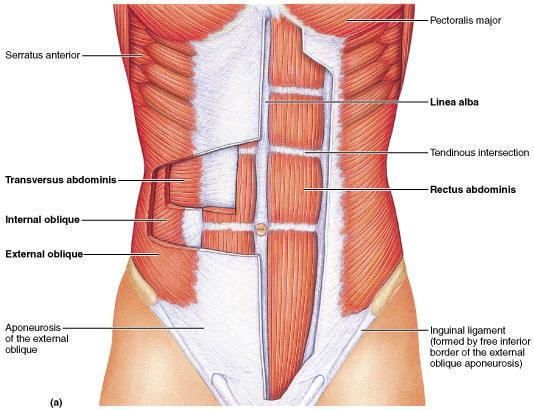 Pectoralis major
Serratus anterior
Linea alba
Tendinous intersection
Transversus abdominis
Rectus abdominis
Internal oblique
External oblique
Aponeurosis
of the external
oblique
Inguinal ligament
(formed by free inferior
border of the external
oblique aponeurosis)
(a)